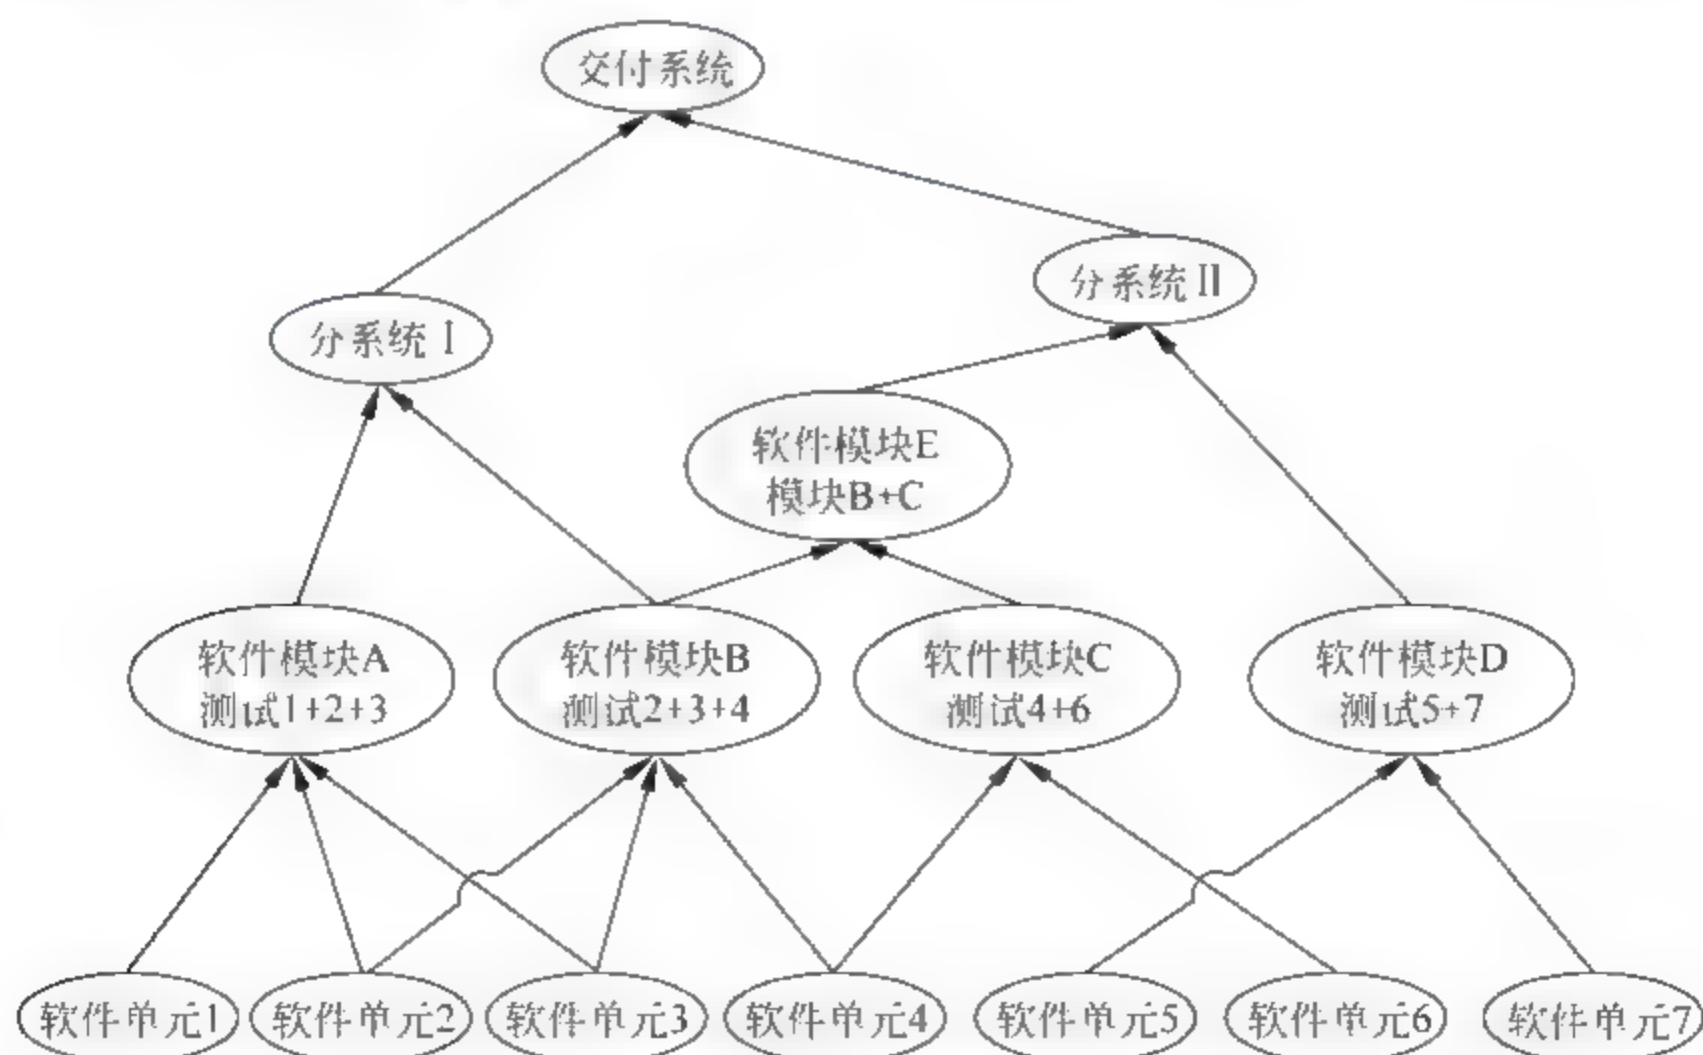 交付系统
分系统Ⅱ
分系统Ⅰ
软件模块E
模块B+C
软件模块A
测试1+2+3
软件模块B
测试2+3+4
软件模块C
测试4+6
软件模块D
测试5+7
软件单元1
软件单元2
软件单元3
软件单元4
软件单元5
软件单元6
软件单元7